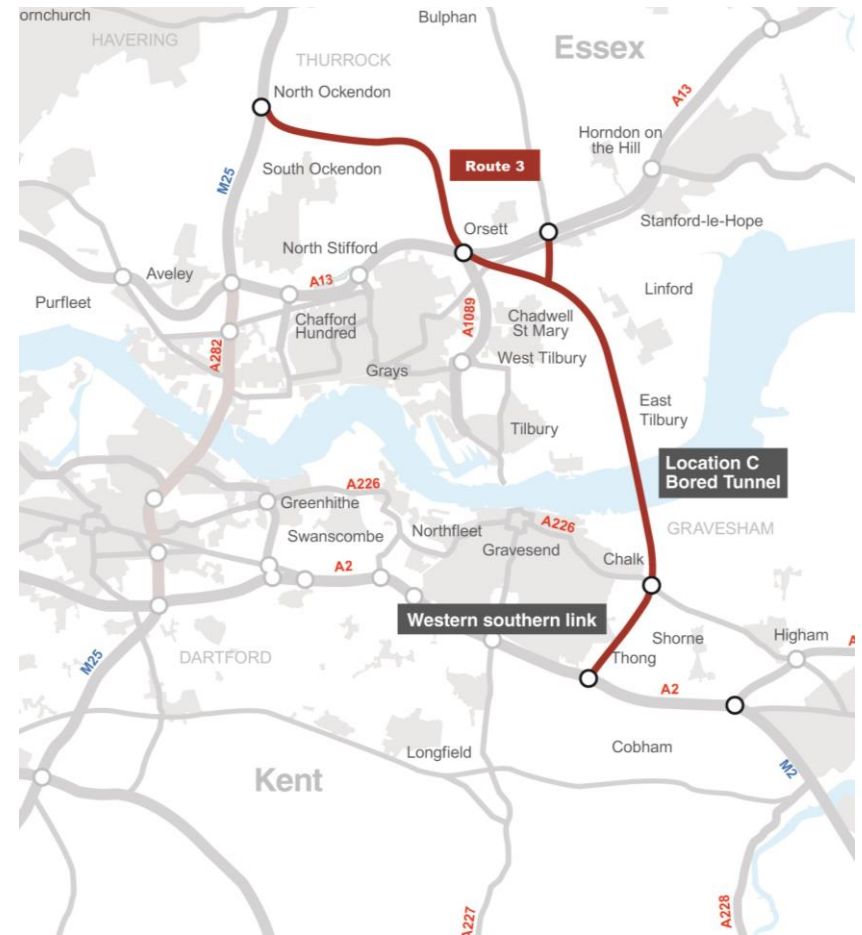 ornchurch
Bulphan
HAVERING
Essex
THURROCK
A13
North Ockendon
Horndon on
the Hill
Route 3
South Ockendon
M25
Stanford-le-Hope
Orsett
North Stifford
Aveley
A13
Linford
Purfleet
Chafford
Hundred
A1089
Chadwell
St Mary
A282
West Tilbury
Grays
East
Tilbury
Tilbury
Location C
Bored Tunnel
A226
Greenhithe
GRAVESHAM
Northfleet
A226
Swanscombe
Gravesend
Chalk
A2
Western southern link
Shorne
Higham
A
Thong
DARTFORD
M25
A2
Cobham
Longfield
M2
Kent
A227
A228